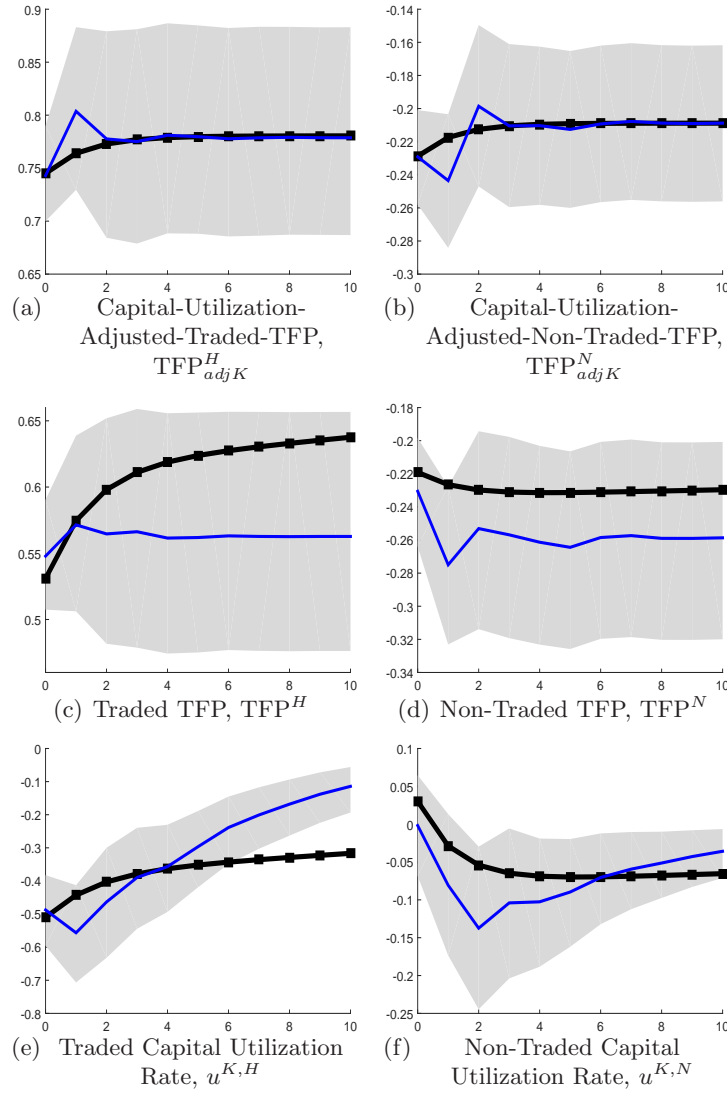 0.9
0.85
0.8
0.75
0.7
0.65
0 2 4 6 8 10
-0.14
-0.16
-0.18
-0.2
-0.22
-0.24
-0.26
-0.28
-0.3
0 2 4 6 8 10
(a) Capital-Utilization-
Adjusted-Traded-TFP,
TFP^H_{adjK}
(b) Capital-Utilization-
Adjusted-Non-Traded-TFP,
TFP^N_{adjK}
0.65
0.6
0.55
0.5
0 2 4 6 8 10
-0.18
-0.2
-0.22
-0.24
-0.26
-0.28
-0.3
-0.32
-0.34
0 2 4 6 8 10
(c) Traded TFP, TFP^H
(d) Non-Traded TFP, TFP^N
0
-0.1
-0.2
-0.3
-0.4
-0.5
-0.6
-0.7
-0.8
0 2 4 6 8 10
0.1
0.05
0
-0.05
-0.1
-0.15
-0.2
-0.25
0 2 4 6 8 10
(e) Traded Capital Utilization
Rate, u^{K,H}
(f) Non-Traded Capital
Utilization Rate, u^{K,N}